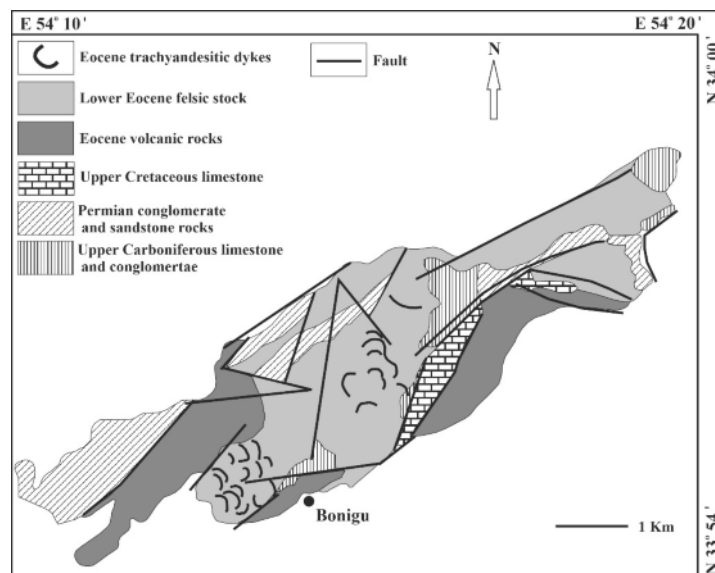 E 54° 10'
E 54° 20'
N 34° 00'
Eocene trachyandesitic dykes
Fault
N
Lower Eocene felsic stock
Eocene volcanic rocks
Upper Cretaceous limestone
Permian conglomerate
and sandstone rocks
Upper Carboniferous limestone
and conglomertae
Bonigu
1 Km
N 33° 54'